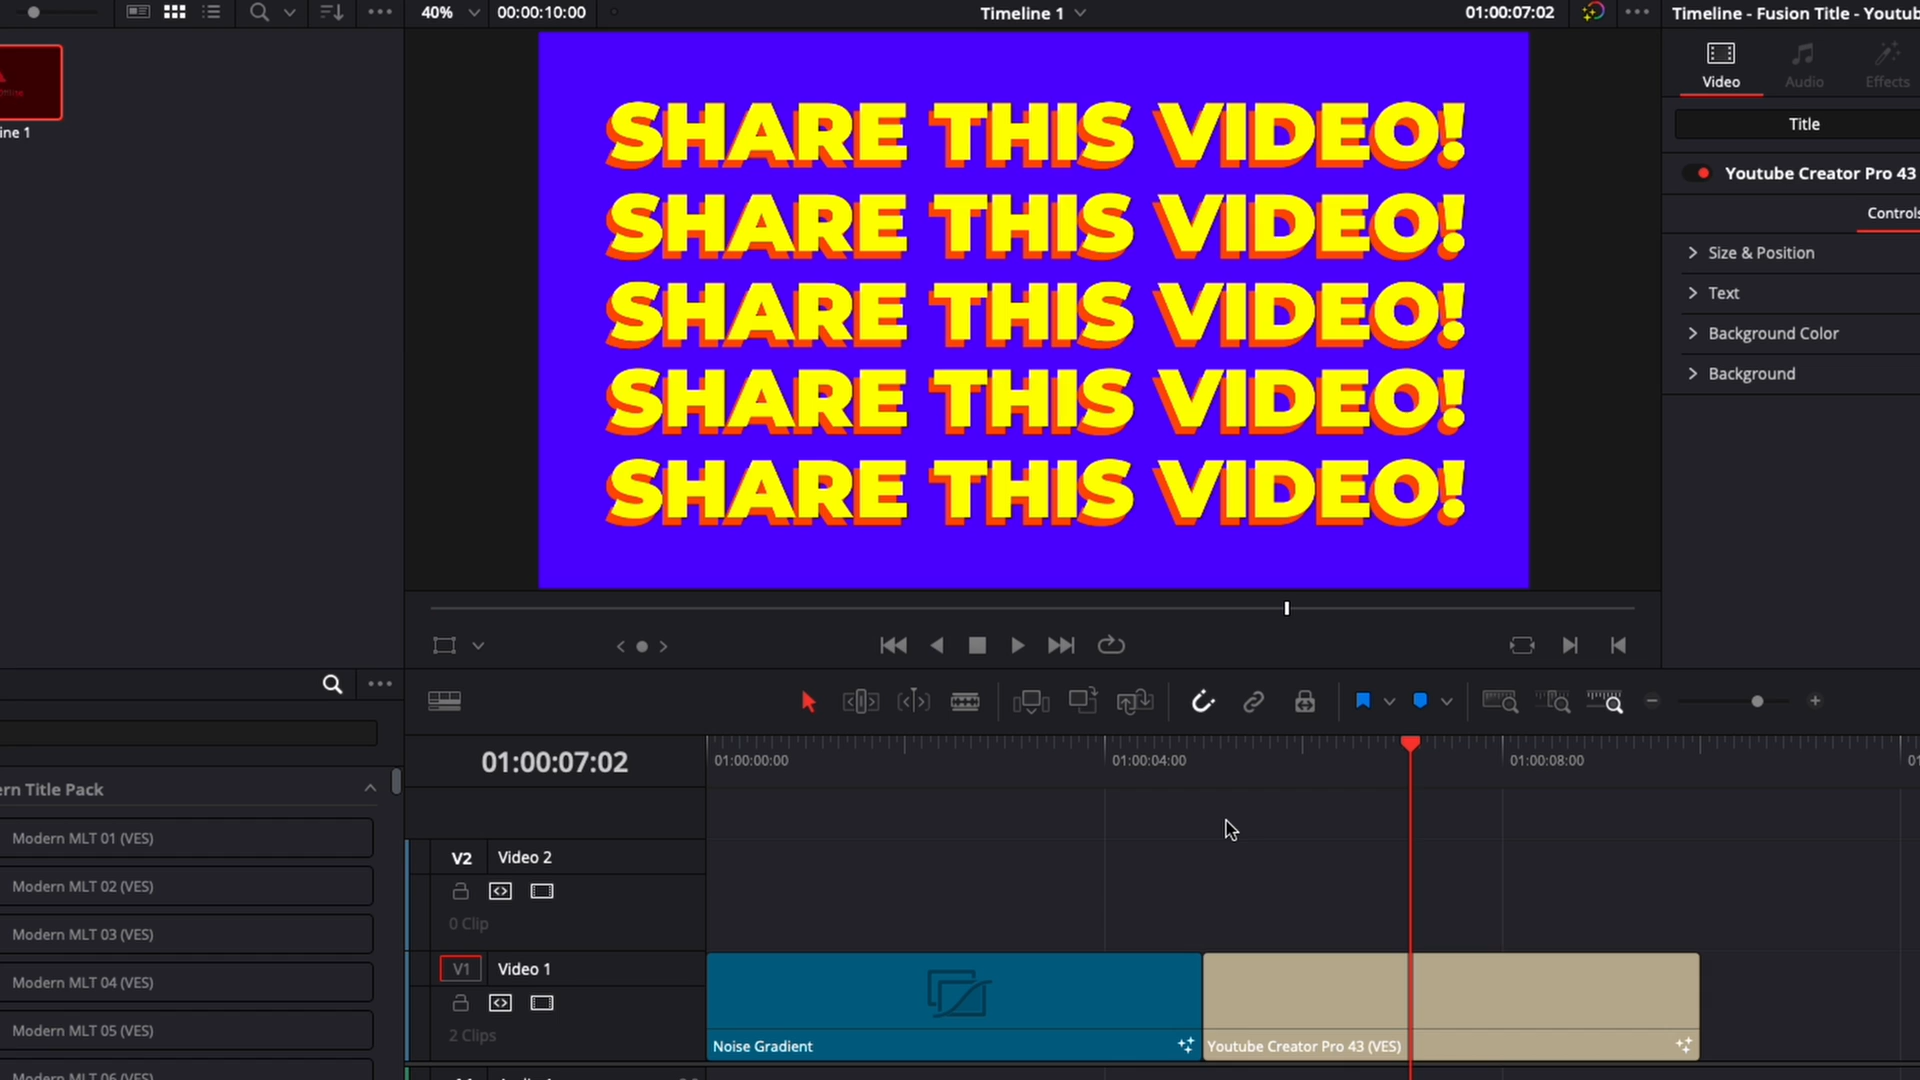 40%
00:00:10:00
Timeline 1
01:00:07:02
Timeline - Fusion Title - Youtub
ine 1
Video
Audio
Effects
Title
Youtube Creator Pro 43
Controls
Size & Position
Text
Background Color
Background
SHARE THIS VIDEO!
SHARE THIS VIDEO!
SHARE THIS VIDEO!
SHARE THIS VIDEO!
SHARE THIS VIDEO!
01:00:07:02
01:00:00:00
01:00:04:00
01:00:08:00
ern Title Pack
Modern MLT 01 (VES)
Modern MLT 02 (VES)
Modern MLT 03 (VES)
Modern MLT 04 (VES)
Modern MLT 05 (VES)
Modern MLT 06 (VES)
V2
Video 2
0 Clip
V1
Video 1
2 Clips
Noise Gradient
Youtube Creator Pro 43 (VES)